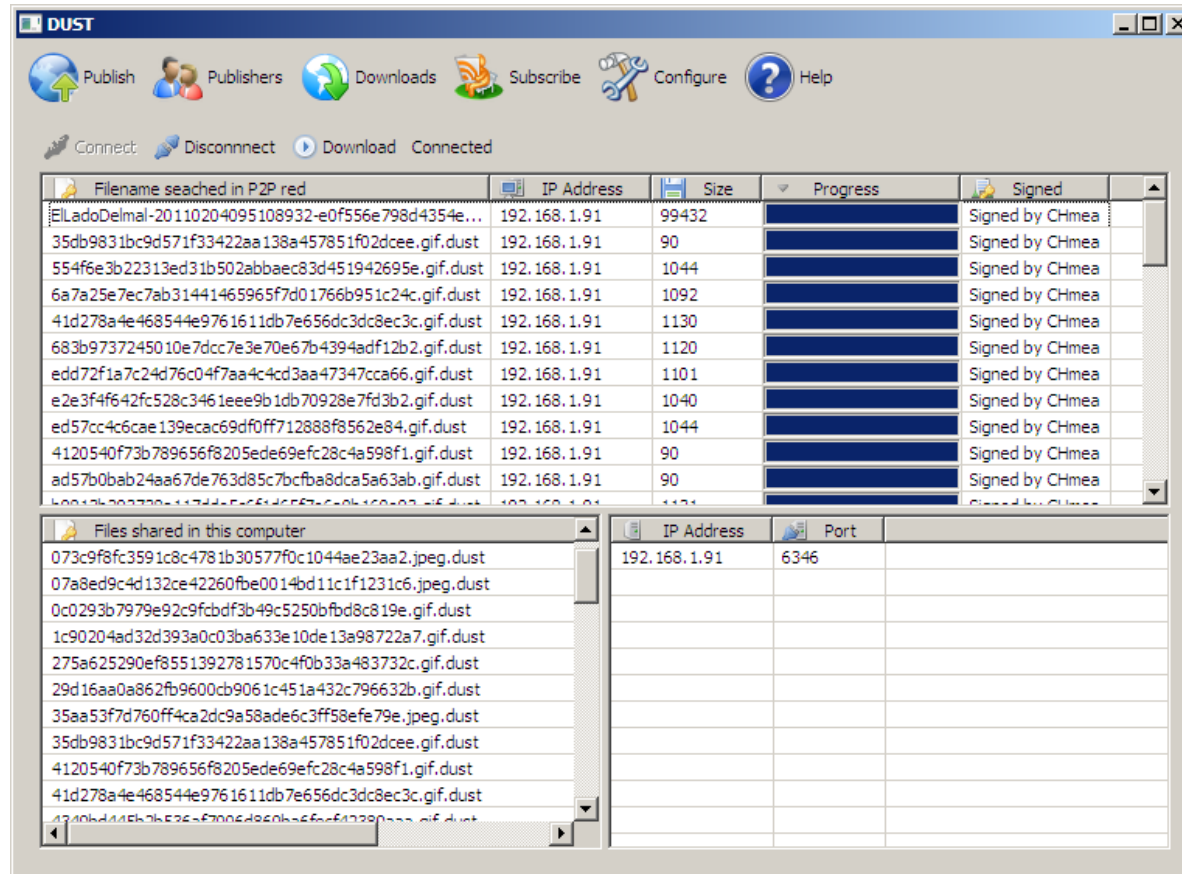 DUST
Publish Publishers Downloads Subscribe Configure Help
Connect Disconnnect Download Connected
Filename seached in P2P red IP Address Size Progress Signed
ElLadoDelmal-20110204095108932-e0f556e798d4354e... 192.168.1.91 99432 Signed by CHmea
35db9831bc9d571f33422aa138a457851f02dcee.gif.dust 192.168.1.91 90 Signed by CHmea
554f6e3b22313ed31b502abbaec83d451942695e.gif.dust 192.168.1.91 1044 Signed by CHmea
6a7a25e7ec7ab31441465965f7d01766b951c24c.gif.dust 192.168.1.91 1092 Signed by CHmea
41d278a4e468544e9761611db7e656dc3dc8ec3c.gif.dust 192.168.1.91 1130 Signed by CHmea
683b9737245010e7dcc7e3e70e67b4394adf12b2.gif.dust 192.168.1.91 1120 Signed by CHmea
edd72f1a7c24d76c04f7aa4c4cd3aa47347cca66.gif.dust 192.168.1.91 1101 Signed by CHmea
e2e3f4f642fc528c3461eee9b1db70928e7fd3b2.gif.dust 192.168.1.91 1040 Signed by CHmea
ed57cc4c6cae139ecac69df0ff712888f8562e84.gif.dust 192.168.1.91 1044 Signed by CHmea
4120540f73b789656f8205ede69efc28c4a598f1.gif.dust 192.168.1.91 90 Signed by CHmea
ad57b0bab24aa67de763d85c7bcfba8dca5a63ab.gif.dust 192.168.1.91 90 Signed by CHmea
Files shared in this computer
073c9f8fc3591c8c4781b30577f0c1044ae23aa2.jpeg.dust
07a8ed9c4d132ce42260fbe0014bd11c1f1231c6.jpeg.dust
0c0293b7979e92c9fcbdf3b49c5250bfbd8c819e.gif.dust
1c90204ad32d393a0c03ba633e10de13a98722a7.gif.dust
275a625290ef8551392781570c4f0b33a483732c.gif.dust
29d16aa0a862fb9600cb9061c451a432c796632b.gif.dust
35aa53f7d760ff4ca2dc9a58ade6c3ff58efe79e.jpeg.dust
35db9831bc9d571f33422aa138a457851f02dcee.gif.dust
4120540f73b789656f8205ede69efc28c4a598f1.gif.dust
41d278a4e468544e9761611db7e656dc3dc8ec3c.gif.dust
IP Address Port
192.168.1.91 6346